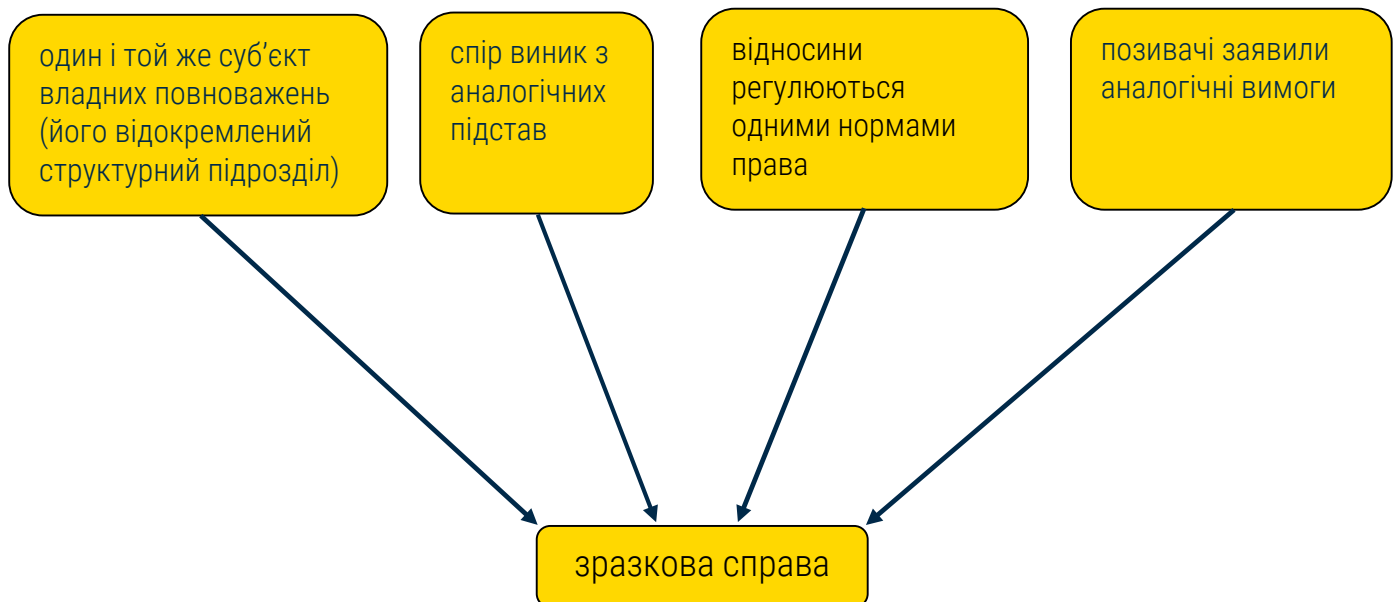 один і той же суб’єкт
владних повноважень
(його відокремлений
структурний підрозділ)
спір виник з
аналогічних
підстав
відносини
регулюються
одними нормами
права
позивачі заявили
аналогічні вимоги
зразкова справа